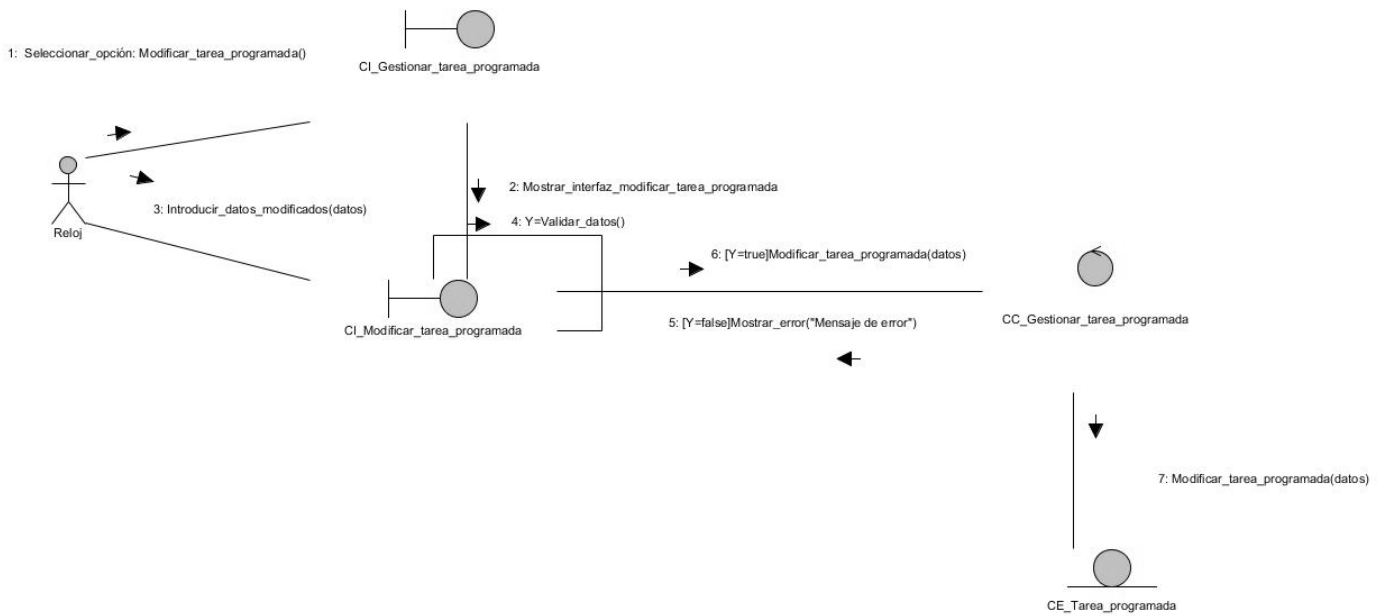 1: Seleccionar_opción: Modificar_tarea_programada()
CI_Gestionar_tarea_programada
2: Mostrar_interfaz_modificar_tarea_programada
3: Introducir_datos_modificados(datos)
4: Y=Validar_datos()
Reloj
6: [Y=true]Modificar_tarea_programada(datos)
CI_Modificar_tarea_programada
5: [Y=false]Mostrar_error("Mensaje de error")
CC_Gestionar_tarea_programada
7: Modificar_tarea_programada(datos)
CE_Tarea_programada